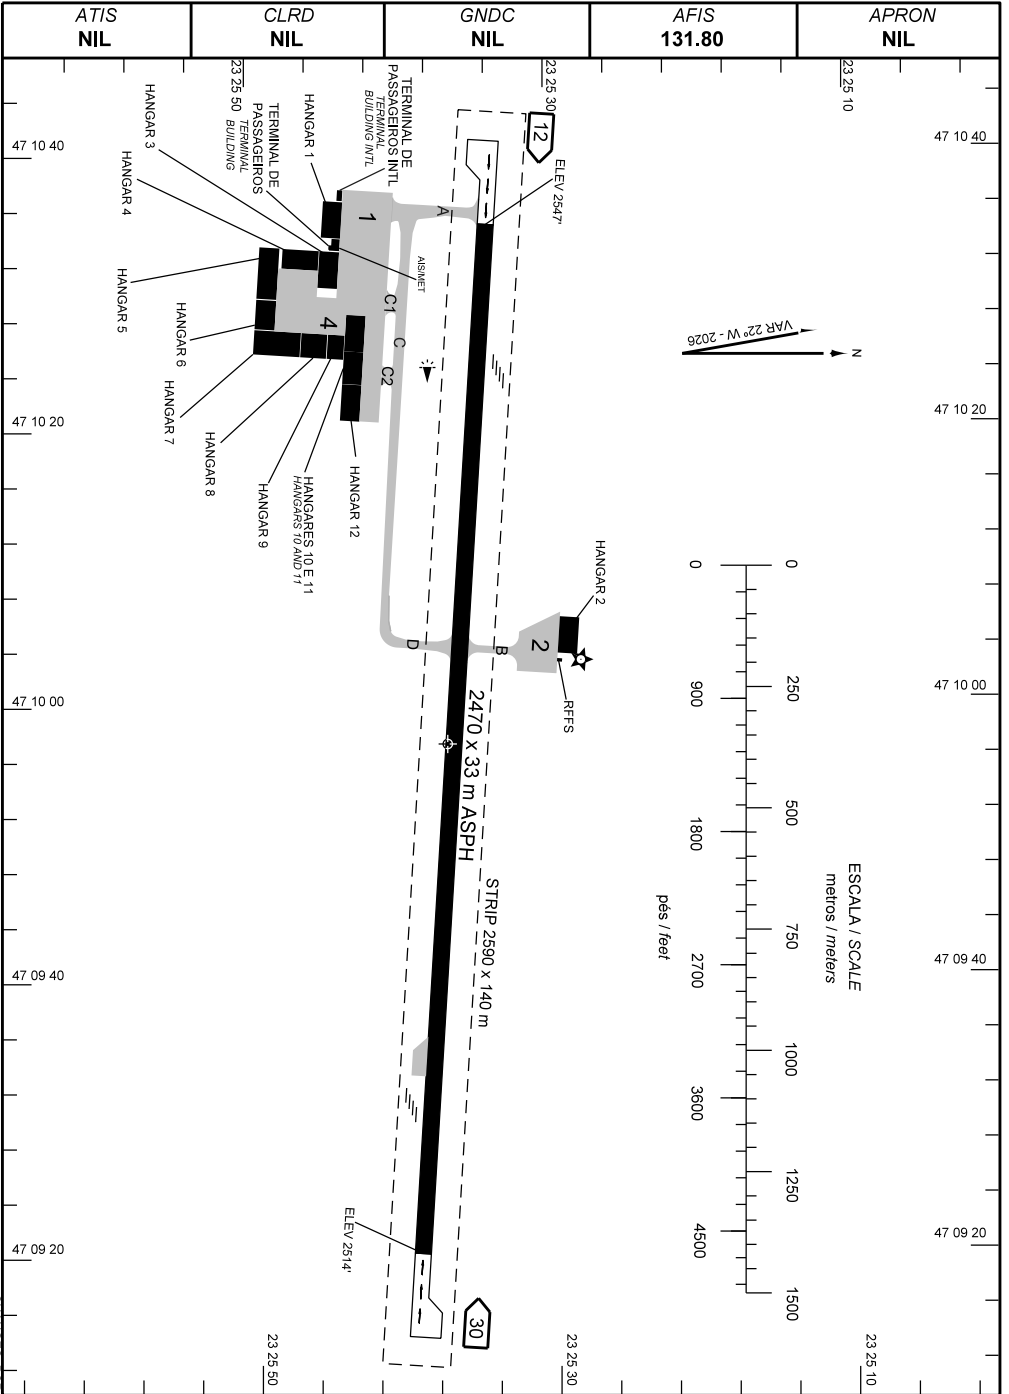 ATIS
NIL
CLRD
NIL
GNDC
NIL
AFIS
131.80
APRON
NIL
23 25 50
23 25 30
23 25 10
47 10 40
47 10 40
47 10 20
47 10 20
47 10 00
47 10 00
47 09 40
47 09 40
47 09 20
47 09 20
23 25 50
23 25 30
23 25 10
12
ELEV 2547'
TERMINAL DE
PASSAGEIROS INTL
TERMINAL
BUILDING INTL
HANGAR 1
TERMINAL DE
PASSAGEIROS
TERMINAL
BUILDING
HANGAR 3
HANGAR 4
HANGAR 5
HANGAR 6
HANGAR 7
HANGAR 8
HANGAR 9
HANGARES 10 E 11
HANGARS 10 AND 11
HANGAR 12
AIS/MET
1
4
A
C1
C
C2
D
B
2
HANGAR 2
RFFS
VAR 22° W - 2026
N
2470 x 33 m ASPH
STRIP 2590 x 140 m
ELEV 2514'
30
ESCALA / SCALE
metros / meters
0
250
500
750
1000
1250
1500
0
900
1800
2700
3600
4500
pés / feet